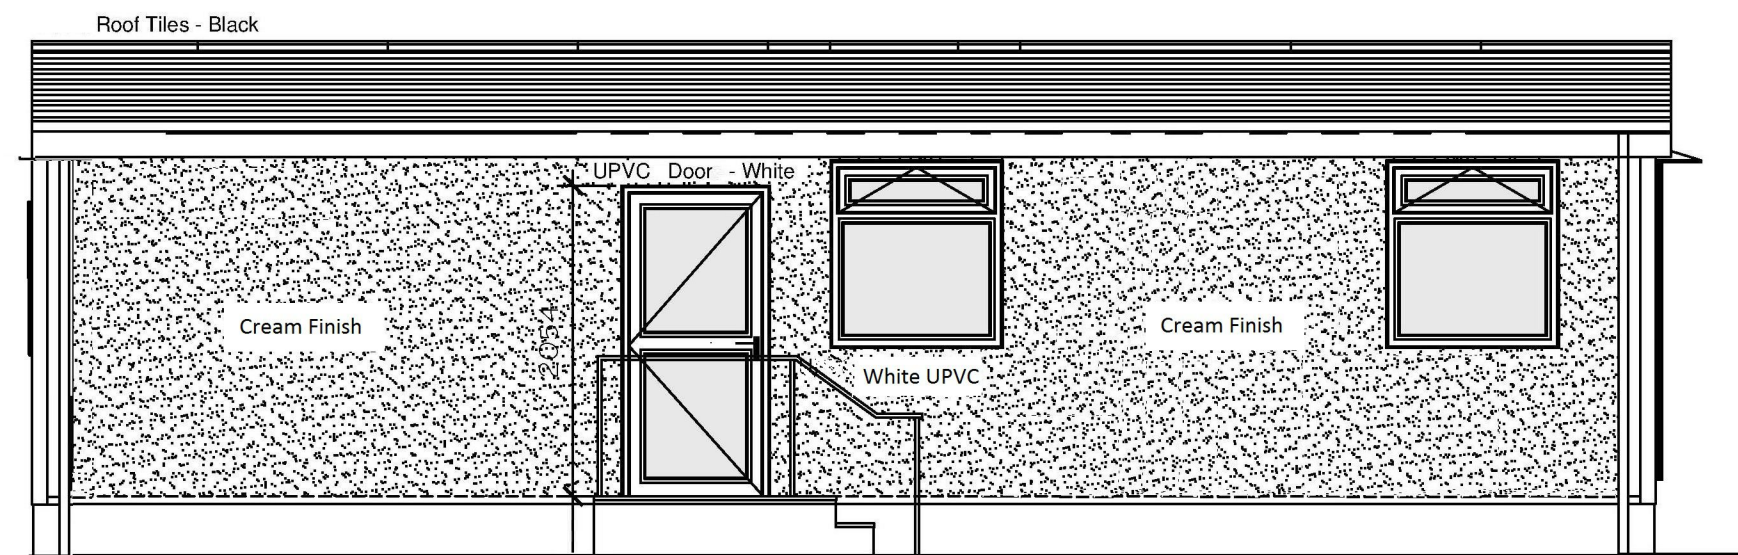 Roof Tiles - Black
UPVC Door - White
2054
Cream Finish
Cream Finish
White UPVC